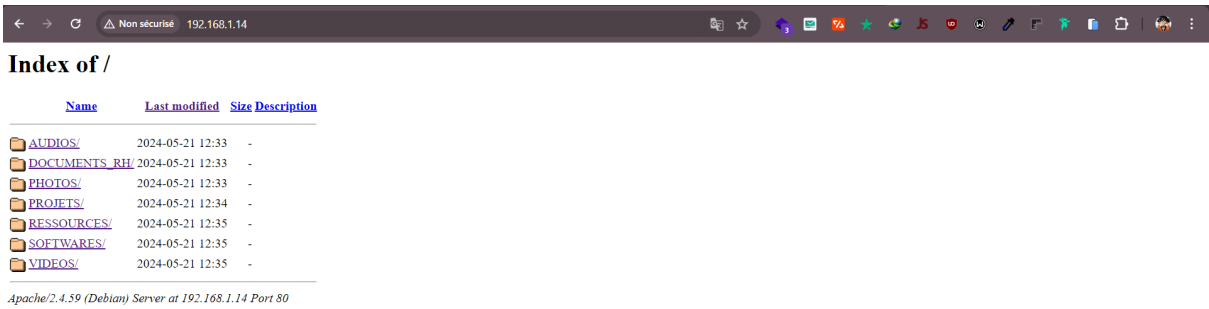 Non sécurisé 192.168.1.14
3
Index of /
Name Last modified Size Description
AUDIOS/ 2024-05-21 12:33 -
DOCUMENTS_RH/ 2024-05-21 12:33 -
PHOTOS/ 2024-05-21 12:33 -
PROJETS/ 2024-05-21 12:34 -
RESSOURCES/ 2024-05-21 12:35 -
SOFTWARES/ 2024-05-21 12:35 -
VIDEOS/ 2024-05-21 12:35 -
Apache/2.4.59 (Debian) Server at 192.168.1.14 Port 80